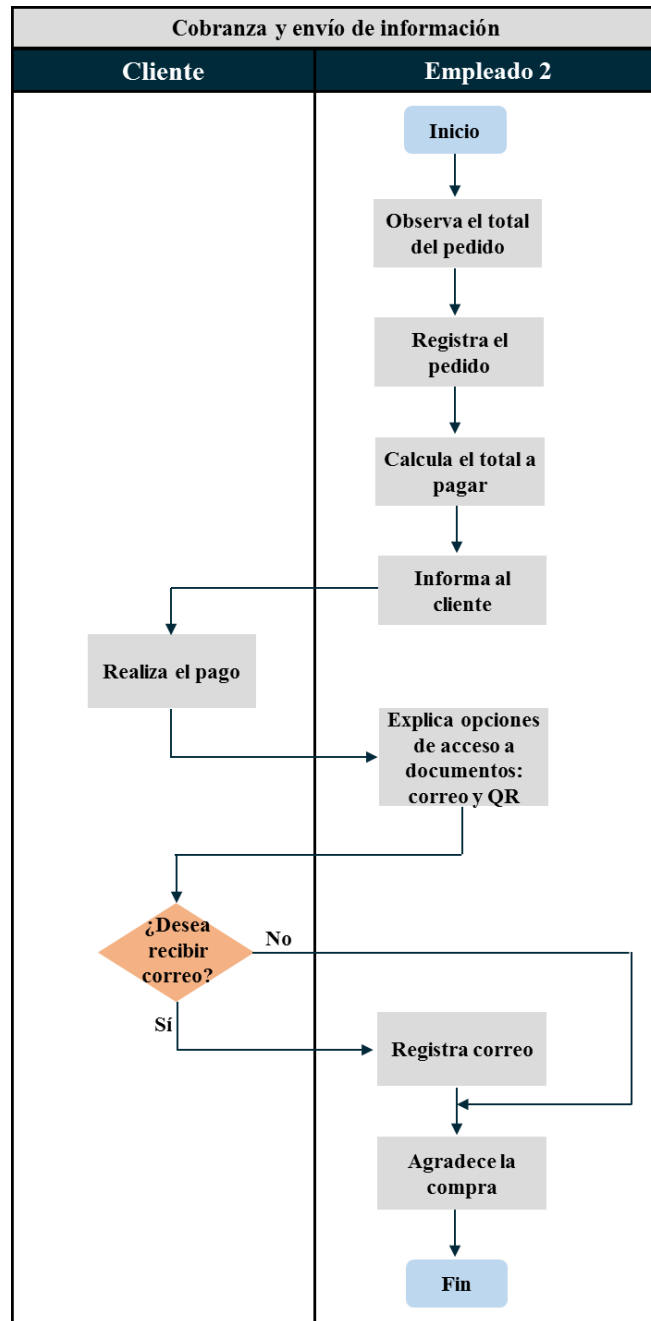 Cobranza y envío de información
Cliente
Empleado 2
Inicio
Observa el total
del pedido
Registra el
pedido
Calcula el total a
pagar
Informa al
cliente
Realiza el pago
Explica opciones
de acceso a
documentos:
correo y QR
¿Desea
recibir
correo?
No
Sí
Registra correo
Agradece la
compra
Fin